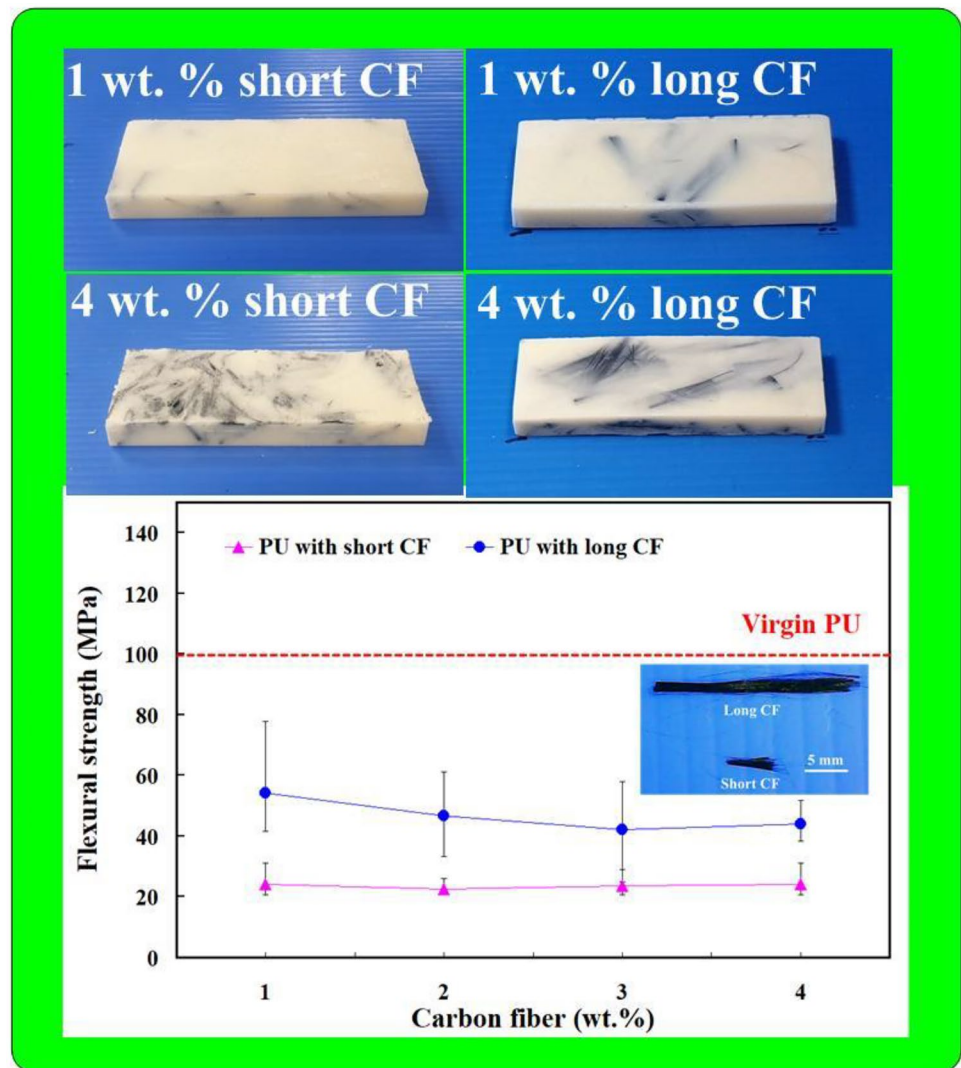 1 wt. % short CF
1 wt. % long CF
4 wt. % short CF
4 wt. % long CF
140
120
100
80
60
40
20
0
Flexural strength (MPa)
PU with short CF
PU with long CF
Virgin PU
Long CF
5 mm
Short CF
1
2
3
4
Carbon fiber (wt.%)